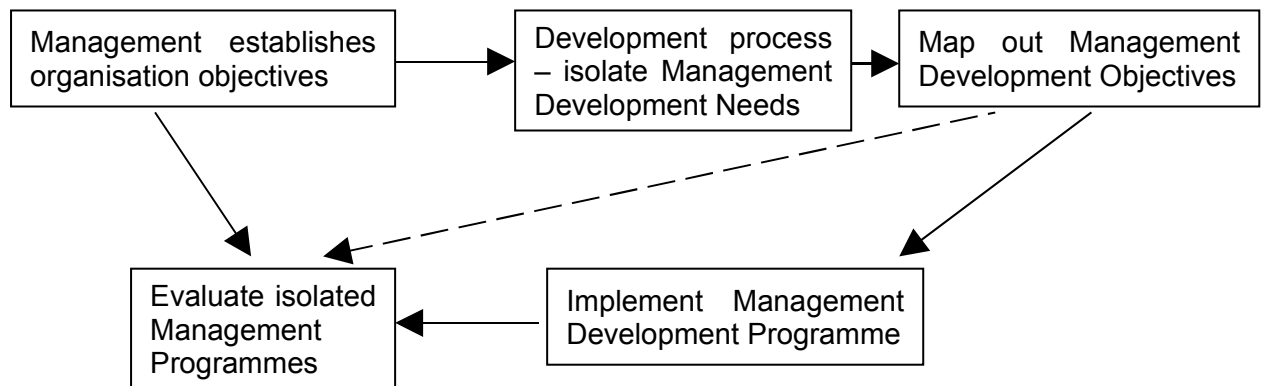 Management establishes
organisation objectives
Development process
– isolate Management
Development Needs
Map out Management
Development Objectives
Evaluate isolated
Management
Programmes
Implement Management
Development Programme